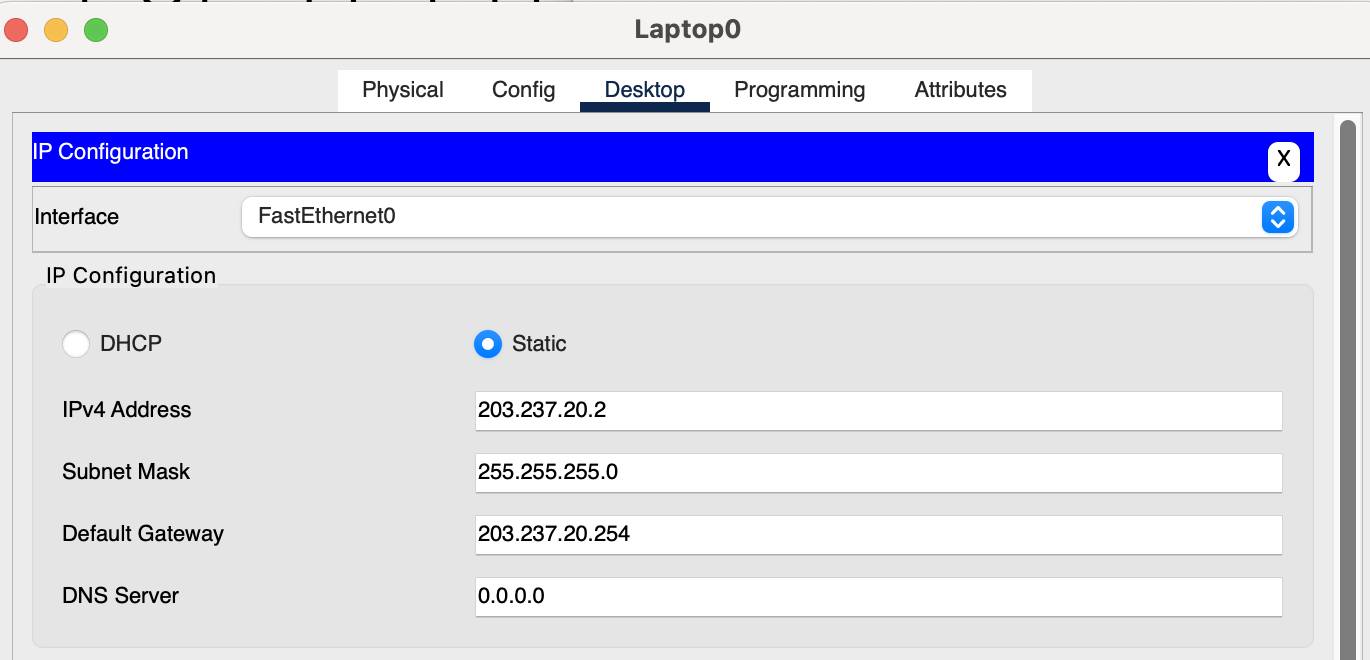 Laptop0
Physical Config Desktop Programming Attributes
IP Configuration X
Interface FastEthernet0
IP Configuration
DHCP Static
IPv4 Address 203.237.20.2
Subnet Mask 255.255.255.0
Default Gateway 203.237.20.254
DNS Server 0.0.0.0